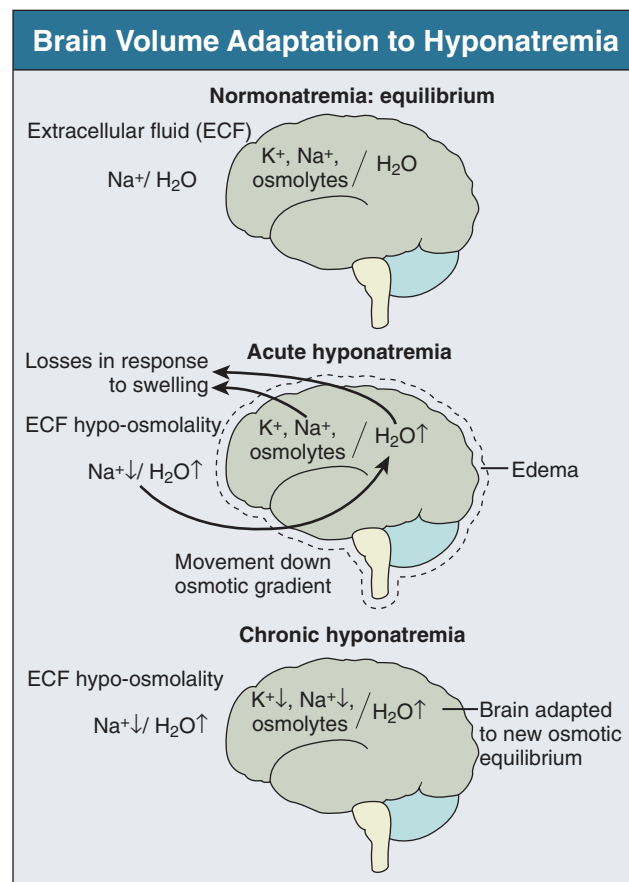 Brain Volume Adaptation to Hyponatremia
Normonatremia: equilibrium
Extracellular fluid (ECF)
Na+/ H2O
K+, Na+,
osmolytes / H2O
Acute hyponatremia
Losses in response
to swelling
ECF hypo-osmolality
Na+↓/ H2O↑
K+, Na+,
osmolytes / H2O↑
Edema
Movement down
osmotic gradient
Chronic hyponatremia
ECF hypo-osmolality
Na+↓/ H2O↑
K+↓, Na+↓,
osmolytes / H2O↑
Brain adapted
to new osmotic
equilibrium